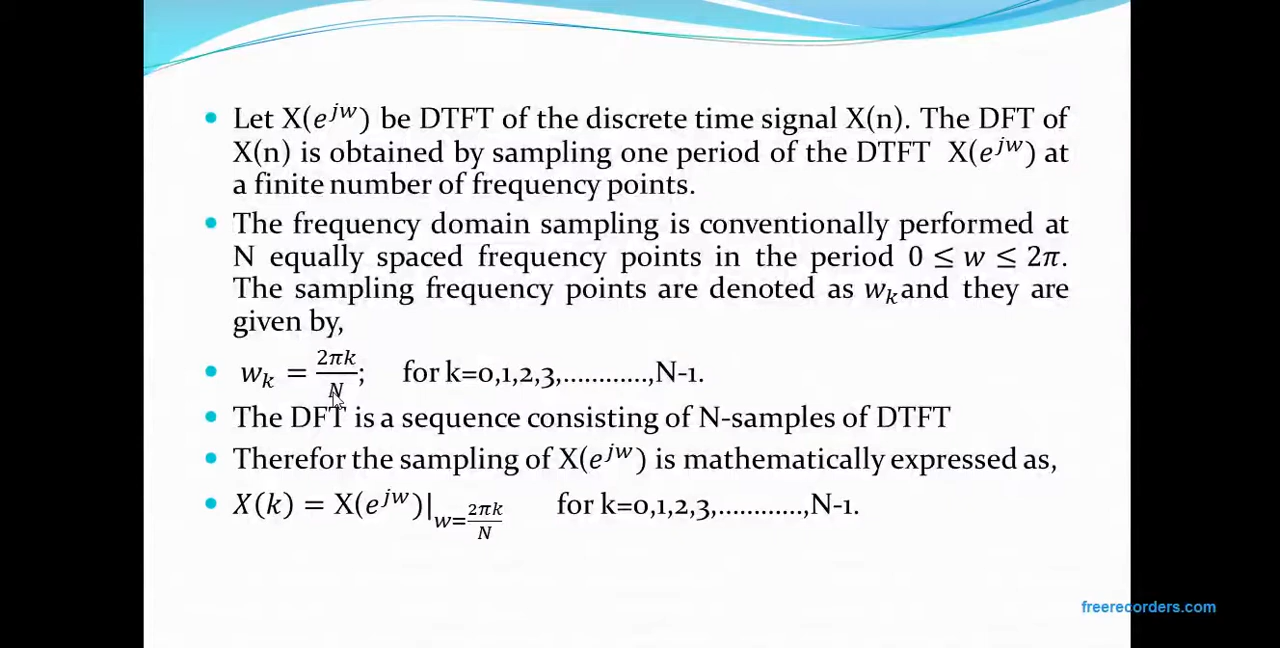 • Let X(e^{jw}) be DTFT of the discrete time signal X(n). The DFT of
X(n) is obtained by sampling one period of the DTFT X(e^{jw}) at
a finite number of frequency points.
• The frequency domain sampling is conventionally performed at
N equally spaced frequency points in the period 0 ≤ w ≤ 2π.
The sampling frequency points are denoted as w_k and they are
given by,
• w_k = \frac{2πk}{N}; for k=0,1,2,3,…………,N-1.
• The DFT is a sequence consisting of N-samples of DTFT
• Therefor the sampling of X(e^{jw}) is mathematically expressed as,
• X(k) = X(e^{jw})|_{w=\frac{2πk}{N}} for k=0,1,2,3,…………,N-1.
freerecorders.com